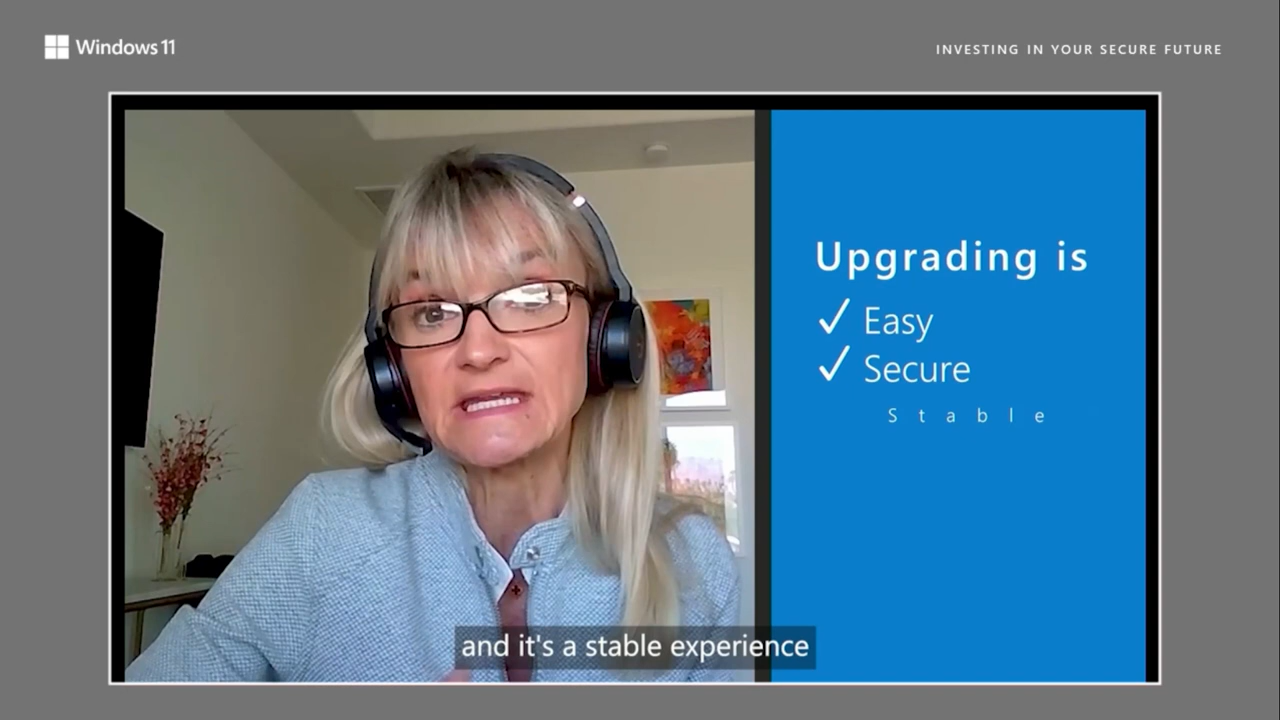 Windows 11
INVESTING IN YOUR SECURE FUTURE
Upgrading is
Easy
Secure
Stable
and it's a stable experience